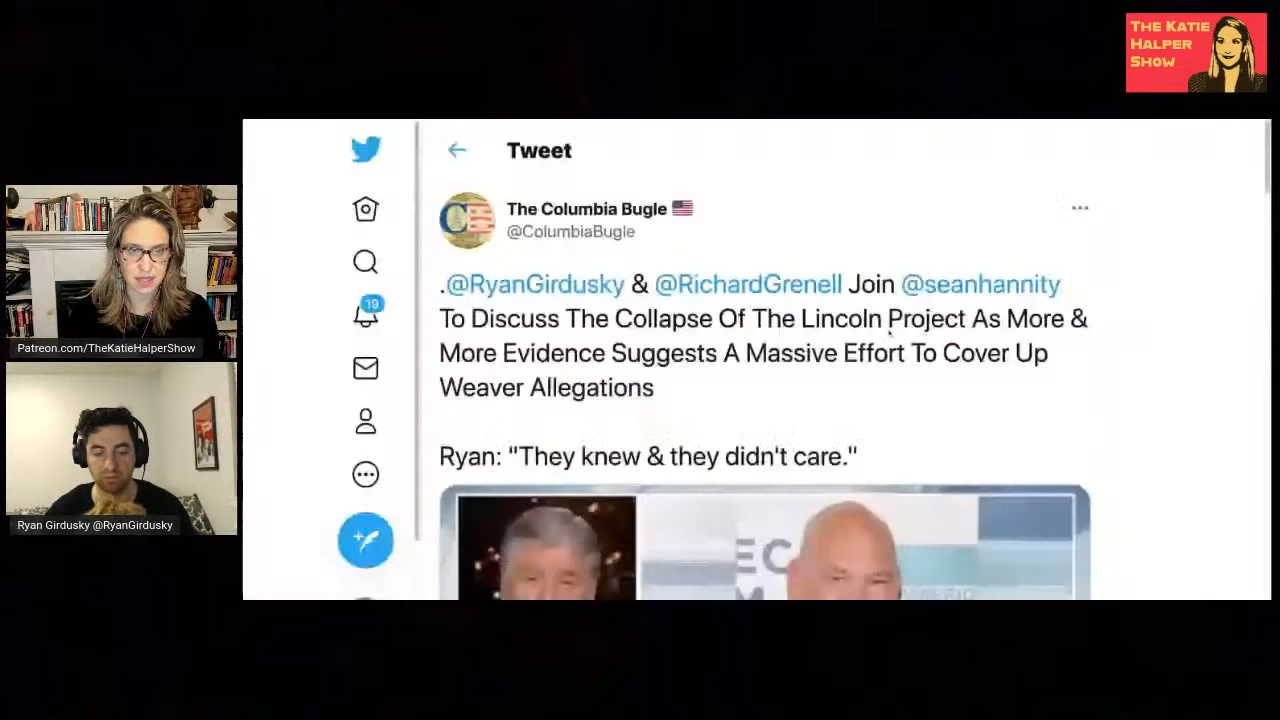 THE KATIE
HALPER
SHOW
Tweet
The Columbia Bugle
@ColumbiaBugle
.@RyanGirdusky & @RichardGrenell Join @seanhannity
To Discuss The Collapse Of The Lincoln Project As More &
More Evidence Suggests A Massive Effort To Cover Up
Weaver Allegations
Ryan: "They knew & they didn't care."
19
Patreon.com/TheKatieHalperShow
Ryan Girdusky @RyanGirdusky
EC